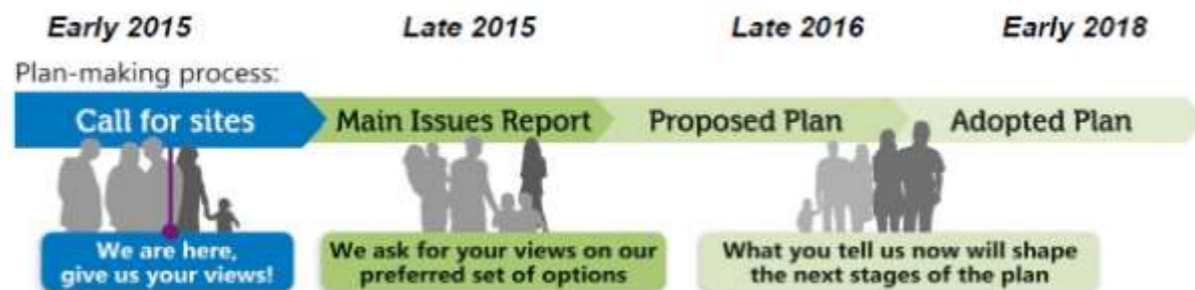 Early 2015 Late 2015 Late 2016 Early 2018
Plan-making process:
Call for sites Main Issues Report Proposed Plan Adopted Plan
We are here,
give us your views!
We ask for your views on our
preferred set of options
What you tell us now will shape
the next stages of the plan